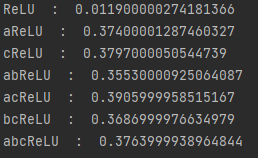 ReLU  :  0.011900000274181366
aReLU  :  0.37400001287460327
cReLU  :  0.3797000050544739
abReLU  :  0.35530000925064087
acReLU  :  0.3905999958515167
bcReLU  :  0.3686999976634979
abcReLU  :  0.3763999938964844